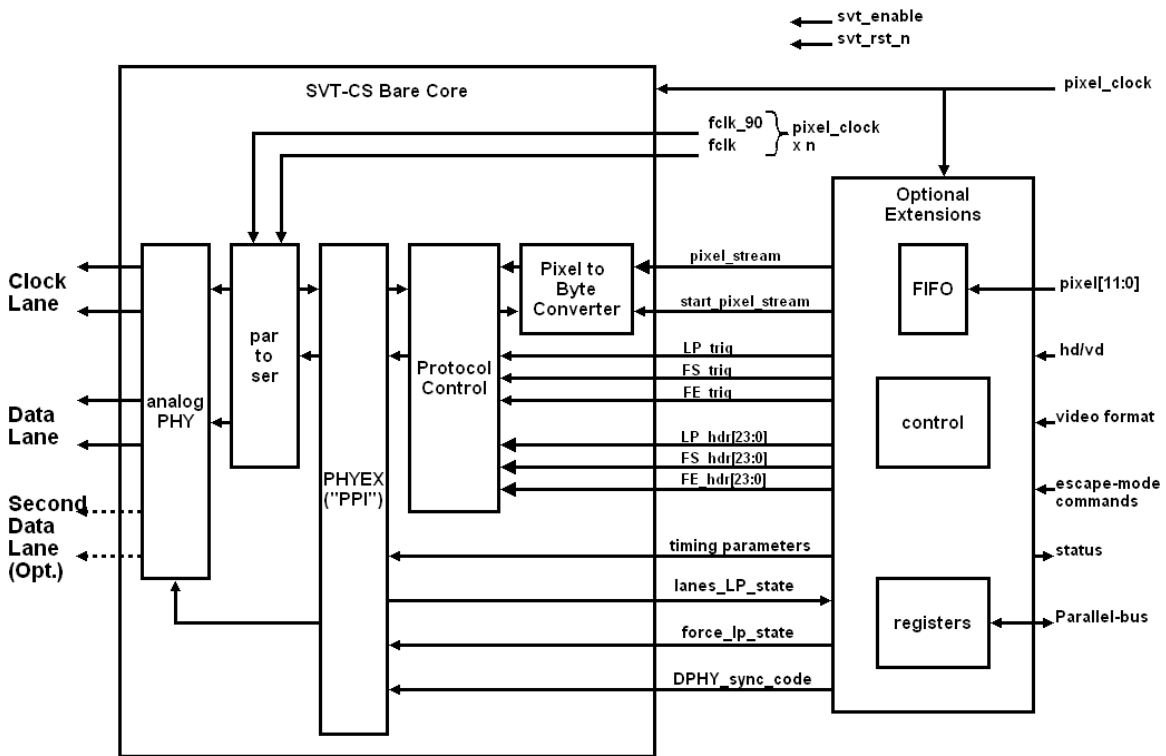 svt_enable
svt_rst_n
SVT-CS Bare Core
pixel_clock
fclk_90
fclk
pixel_clock
x n
Optional
Extensions
Clock
Lane
Data
Lane
Second
Data
Lane
(Opt.)
analog
PHY
par
to
ser
PHYEX
("PPI")
Protocol
Control
Pixel to
Byte
Converter
pixel_stream
start_pixel_stream
LP_trig
FS_trig
FE_trig
LP_hdr[23:0]
FS_hdr[23:0]
FE_hdr[23:0]
timing parameters
lanes_LP_state
force_lp_state
DPHY_sync_code
FIFO
control
registers
pixel[11:0]
hd/vd
video format
escape-mode
commands
status
Parallel-bus